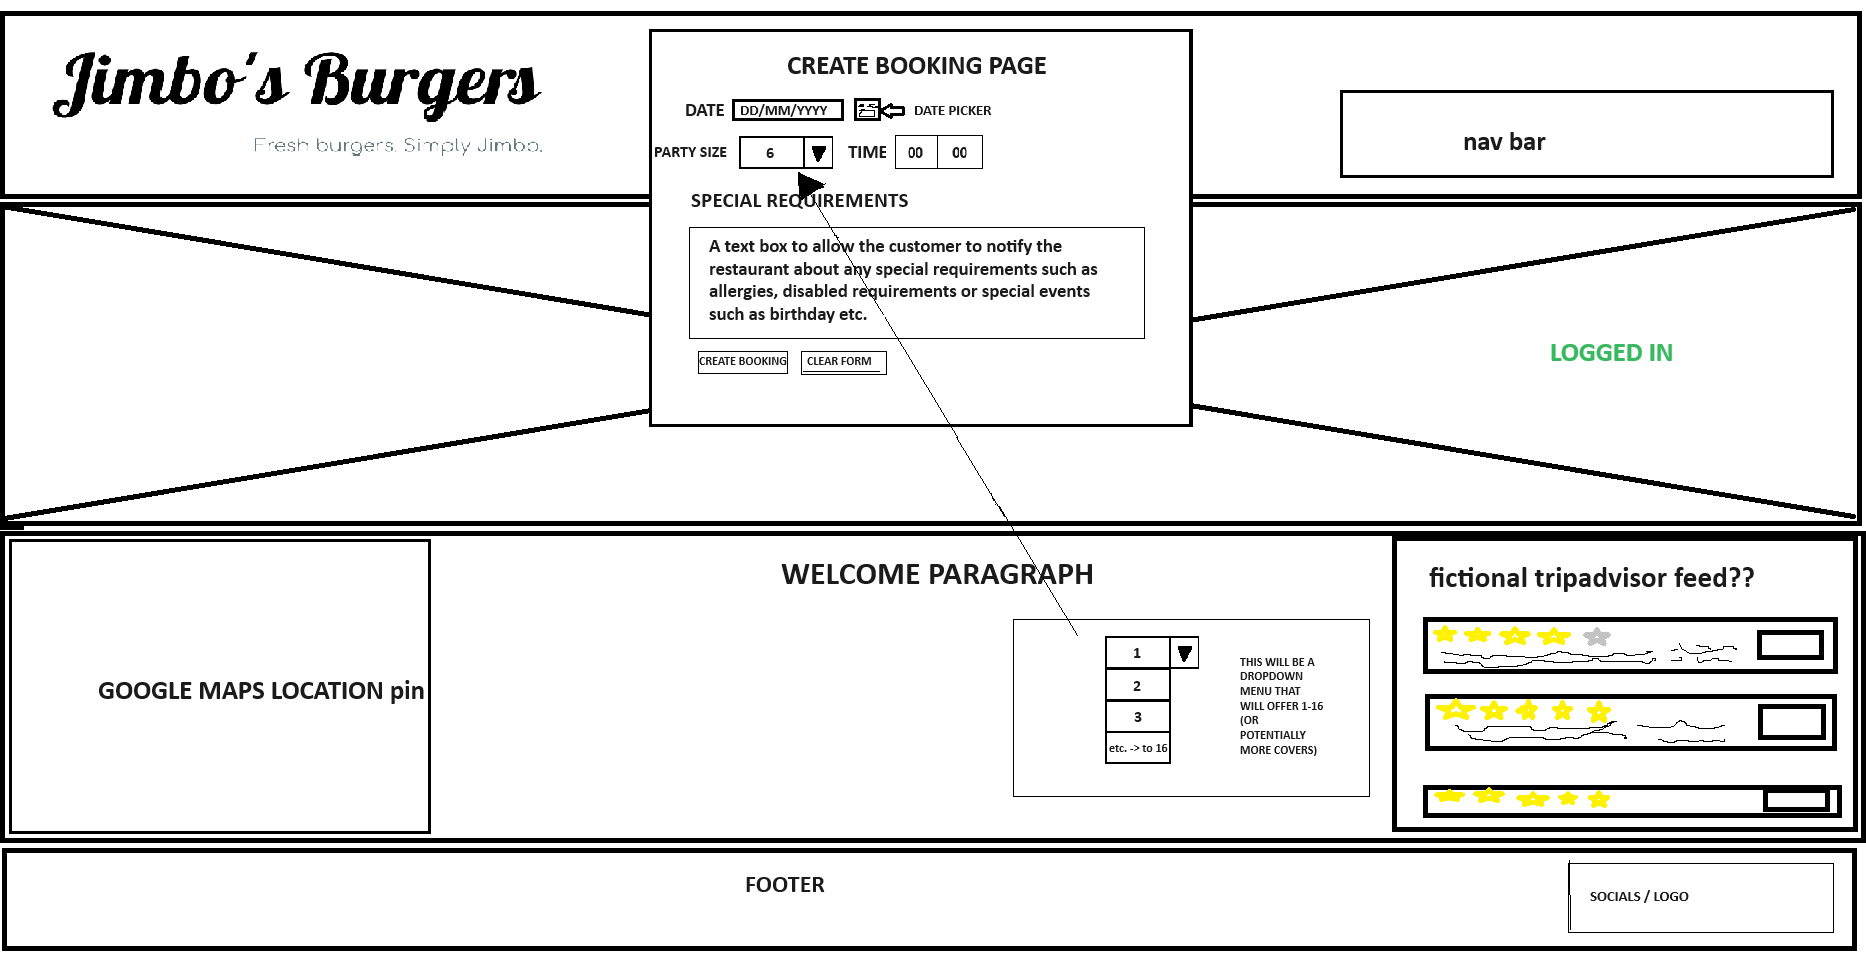 Jimbo's Burgers
Fresh burgers. Simply Jimbo.
CREATE BOOKING PAGE
DATE DD/MM/YYYY DATE PICKER
PARTY SIZE 6 TIME 00 00
SPECIAL REQUIREMENTS
A text box to allow the customer to notify the
restaurant about any special requirements such as
allergies, disabled requirements or special events
such as birthday etc.
CREATE BOOKING CLEAR FORM
nav bar
LOGGED IN
GOOGLE MAPS LOCATION pin
WELCOME PARAGRAPH
1
2
3
etc. -> to 16
THIS WILL BE A
DROPDOWN
MENU THAT
WILL OFFER 1-16
(OR
POTENTIALLY
MORE COVERS)
fictional tripadvisor feed??
FOOTER
SOCIALS / LOGO